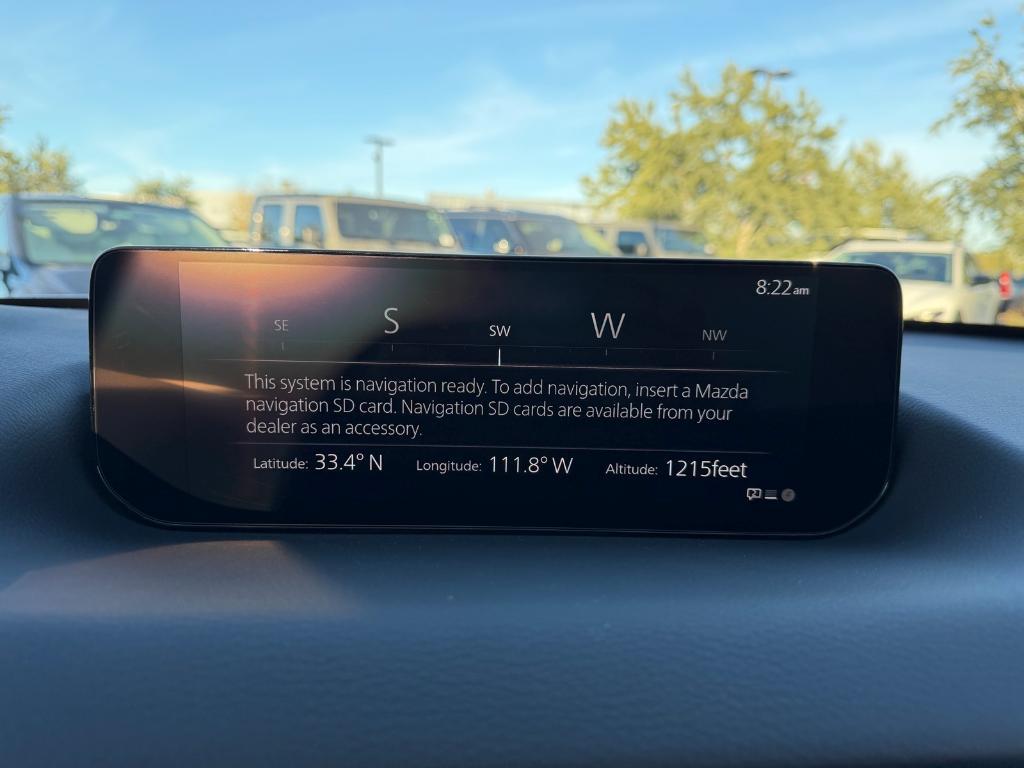 8:22am
SE S SW W NW
This system is navigation ready. To add navigation, insert a Mazda
navigation SD card. Navigation SD cards are available from your
dealer as an accessory.
Latitude: 33.4° N Longitude: 111.8° W Altitude: 1215feet